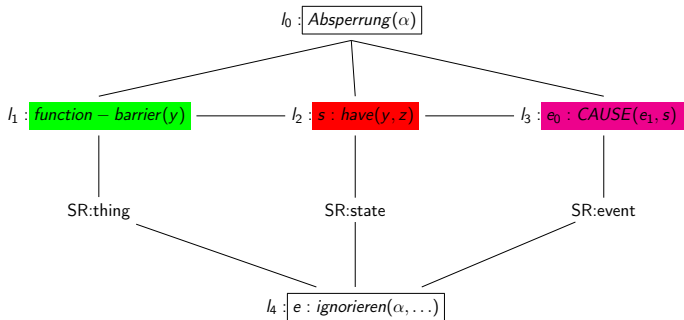 l₀ : Absperrung(α)
l₁ : function − barrier(y) l₂ : s : have(y, z) l₃ : e₀ : CAUSE(e₁, s)
SR:thing SR:state SR:event
l₄ : e : ignorieren(α, . . .)